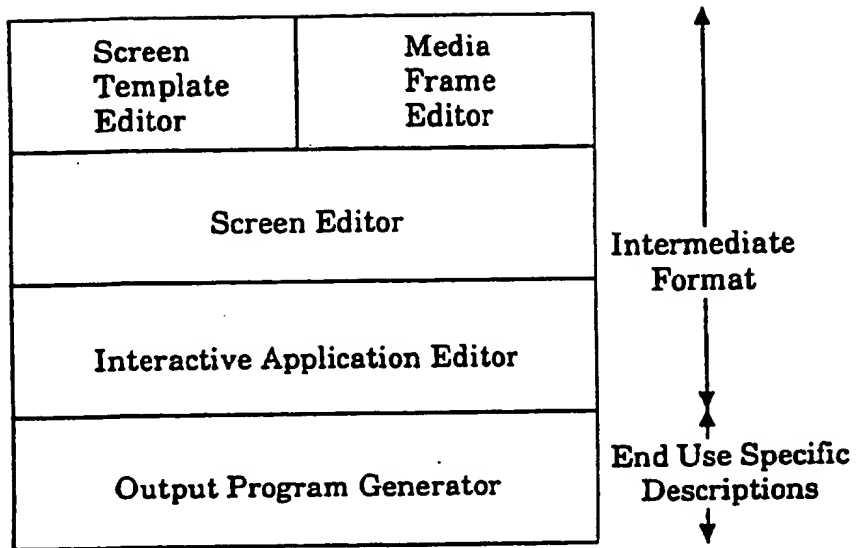 Screen
Template
Editor
Media
Frame
Editor
Screen Editor
Intermediate
Format
Interactive Application Editor
End Use Specific
Descriptions
Output Program Generator